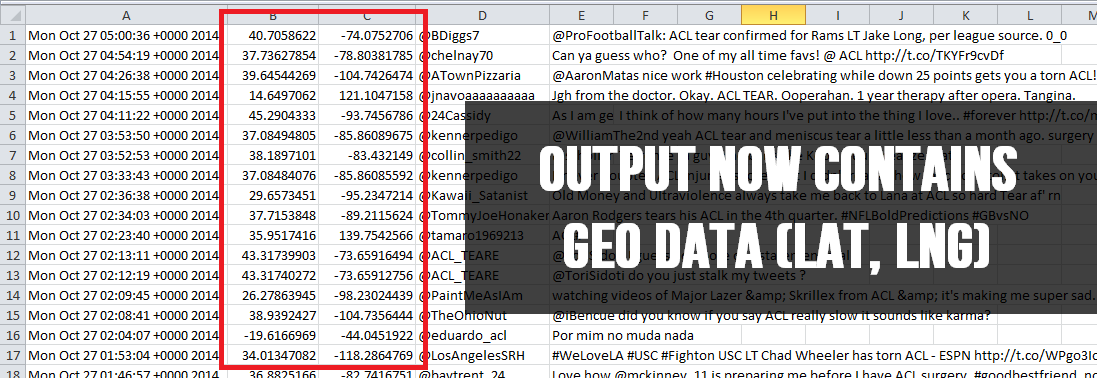 A B C D E F G H I J K L M
1 Mon Oct 27 05:00:36 +0000 2014 40.7058622 -74.0752706 @BDiggs7 @ProFootballTalk: ACL tear confirmed for Rams LT Jake Long, per league source. 0_0
2 Mon Oct 27 04:54:19 +0000 2014 37.73627854 -78.80381785 @chelnay70 Can ya guess who? One of my all time favs! @ ACL http://t.co/TKYFr9cvDf
3 Mon Oct 27 04:26:38 +0000 2014 39.64544269 -104.7426474 @ATownPizzaria @AaronMatas nice work #Houston celebrating while down 25 points gets you a torn ACL!
4 Mon Oct 27 04:15:55 +0000 2014 14.6497062 121.1047158 @jnavoaaaaaaaaaa Jgh from the doctor. Okay. ACL TEAR. Ooperahan. 1 year therapy after opera. Tangina.
5 Mon Oct 27 04:11:22 +0000 2014 45.2904333 -93.7456786 @24Cassidy As I am ge I think of how many hours I've put into the thing I love.. #forever http://t.co/n
6 Mon Oct 27 03:53:50 +0000 2014 37.08494805 -85.86089675 @kennerpedigo @WilliamThe2nd yeah ACL tear and meniscus tear a little less than a month ago. surgery
7 Mon Oct 27 03:52:53 +0000 2014 38.1897101 -83.432149 @collin_smith22
8 Mon Oct 27 03:33:43 +0000 2014 37.08484076 -85.86085592 @kennerpedigo takes on you
9 Mon Oct 27 02:36:38 +0000 2014 29.6573451 -95.2347214 @Kawaii_Satanist Old Money and Ultraviolence always take me back to Lana at ACL so hard Tear af' rn
10 Mon Oct 27 02:34:03 +0000 2014 37.7153848 -89.2115624 @TommyJoeHonaker Aaron Rodgers tears his ACL in the 4th quarter. #NFLBoldPredictions #GBvsNO
11 Mon Oct 27 02:23:40 +0000 2014 35.9517416 139.7542566 @tamaro1969213
12 Mon Oct 27 02:13:11 +0000 2014 43.31739903 -73.65916494 @ACL_TEARE
13 Mon Oct 27 02:12:19 +0000 2014 43.31740272 -73.65912756 @ACL_TEARE @ToriSidoti do you just stalk my tweets ?
14 Mon Oct 27 02:09:45 +0000 2014 26.27863945 -98.23024439 @PaintMeAsIAm watching videos of Major Lazer &amp; Skrillex from ACL &amp; it's making me super sad.
15 Mon Oct 27 02:08:41 +0000 2014 38.9392427 -104.7356444 @TheOhioNut @iBencue did you know if you say ACL really slow it sounds like karma?
16 Mon Oct 27 02:04:07 +0000 2014 -19.6166969 -44.0451922 @eduardo_acl Por mim no muda nada
17 Mon Oct 27 01:53:04 +0000 2014 34.01347082 -118.2864769 @LosAngelesSRH #WeLoveLA #USC #Fighton USC LT Chad Wheeler has torn ACL - ESPN http://t.co/WPgo3Io
18 Mon Oct 27 01:46:57 +0000 2014 36.8825166 -82.7416751 @haytrent_24 Love how @mckinney_11 is preparing me before I have ACL surgery. #goodbestfriend
OUTPUT NOW CONTAINS
GEO DATA (LAT, LNG)